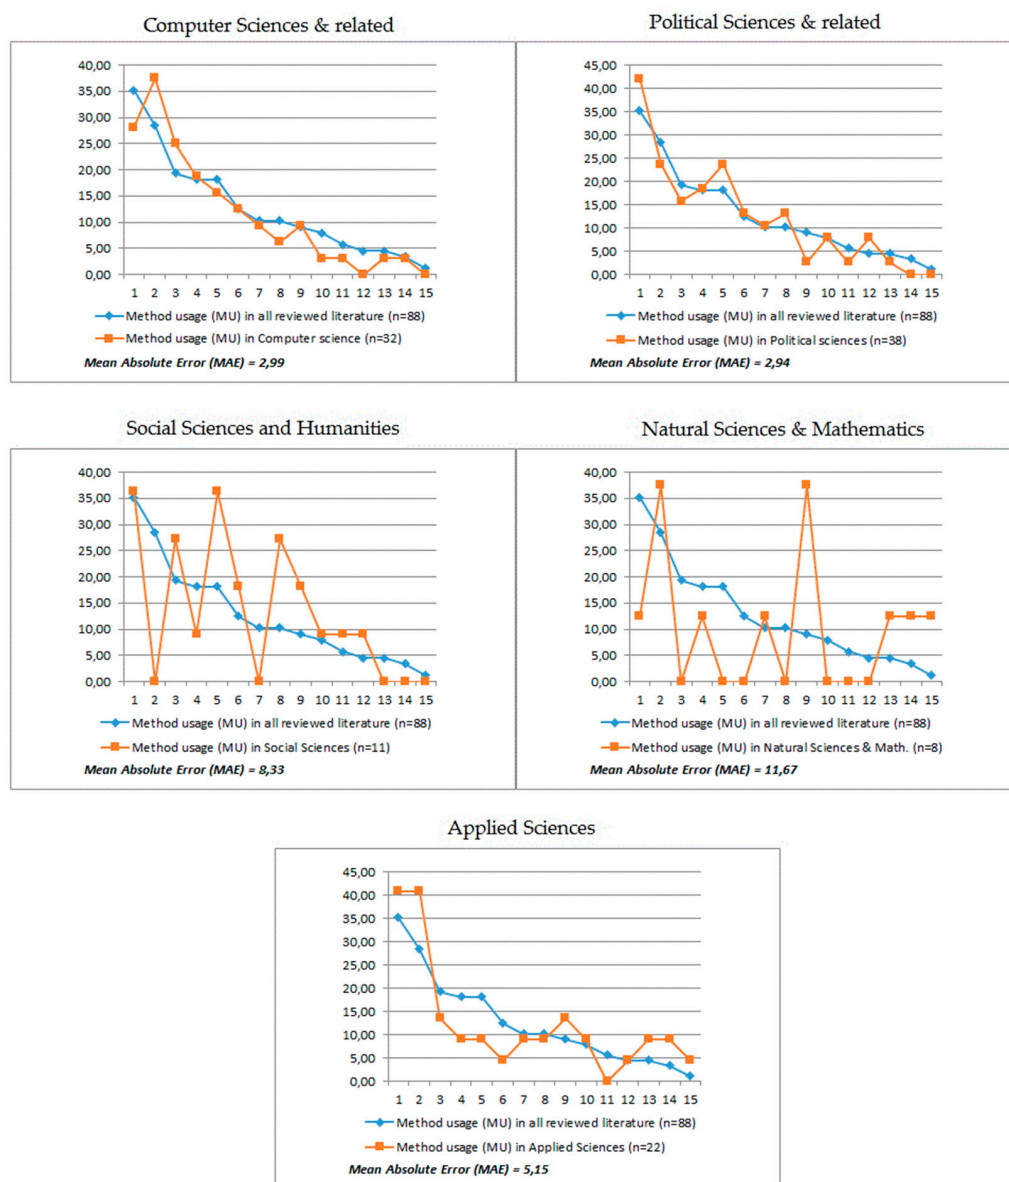 Computer Sciences & related
40,00
35,00
30,00
25,00
20,00
15,00
10,00
5,00
0,00
1 2 3 4 5 6 7 8 9 10 11 12 13 14 15
Method usage (MU) in all reviewed literature (n=88)
Method usage (MU) in Computer science (n=32)
Mean Absolute Error (MAE) = 2,99
Political Sciences & related
45,00
40,00
35,00
30,00
25,00
20,00
15,00
10,00
5,00
0,00
1 2 3 4 5 6 7 8 9 10 11 12 13 14 15
Method usage (MU) in all reviewed literature (n=88)
Method usage (MU) in Political sciences (n=38)
Mean Absolute Error (MAE) = 2,94
Social Sciences and Humanities
40,00
35,00
30,00
25,00
20,00
15,00
10,00
5,00
0,00
1 2 3 4 5 6 7 8 9 10 11 12 13 14 15
Method usage (MU) in all reviewed literature (n=88)
Method usage (MU) in Social Sciences (n=11)
Mean Absolute Error (MAE) = 8,33
Natural Sciences & Mathematics
40,00
35,00
30,00
25,00
20,00
15,00
10,00
5,00
0,00
1 2 3 4 5 6 7 8 9 10 11 12 13 14 15
Method usage (MU) in all reviewed literature (n=88)
Method usage (MU) in Natural Sciences & Math. (n=8)
Mean Absolute Error (MAE) = 11,67
Applied Sciences
45,00
40,00
35,00
30,00
25,00
20,00
15,00
10,00
5,00
0,00
1 2 3 4 5 6 7 8 9 10 11 12 13 14 15
Method usage (MU) in all reviewed literature (n=88)
Method usage (MU) in Applied Sciences (n=22)
Mean Absolute Error (MAE) = 5,15